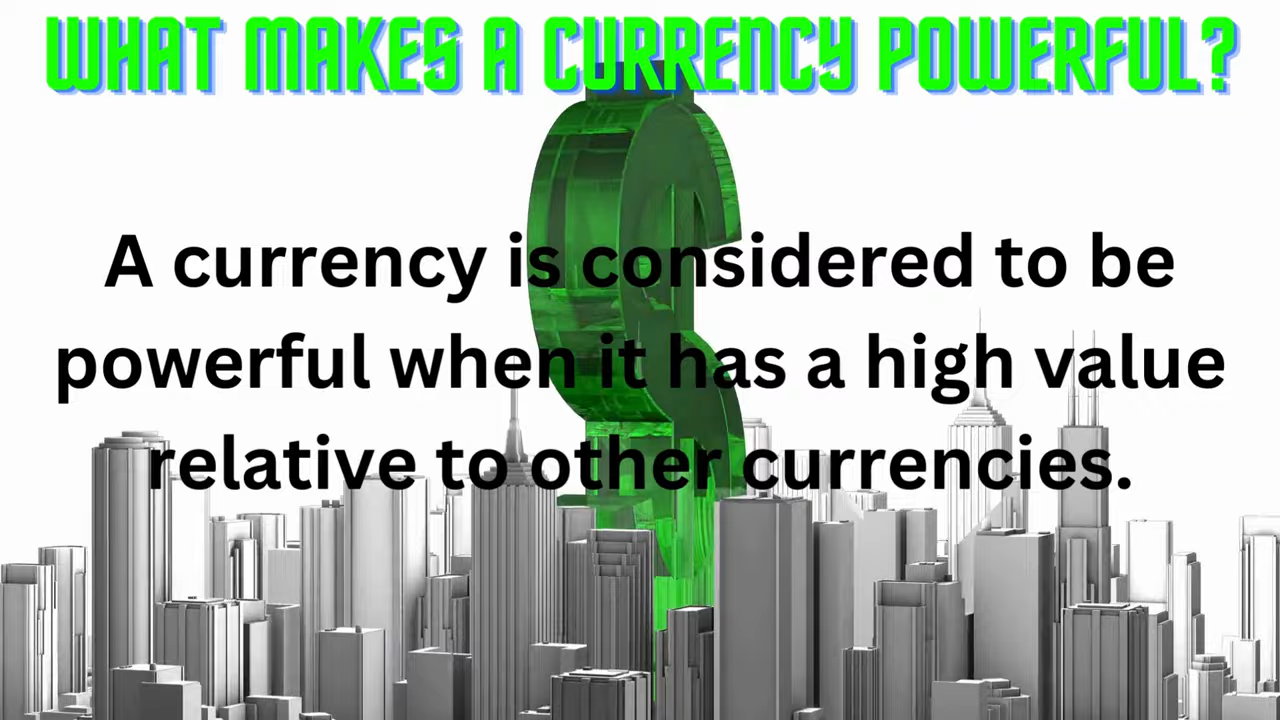 WHAT MAKES A CURRENCY POWERFUL?
A currency is considered to be
powerful when it has a high value
relative to other currencies.